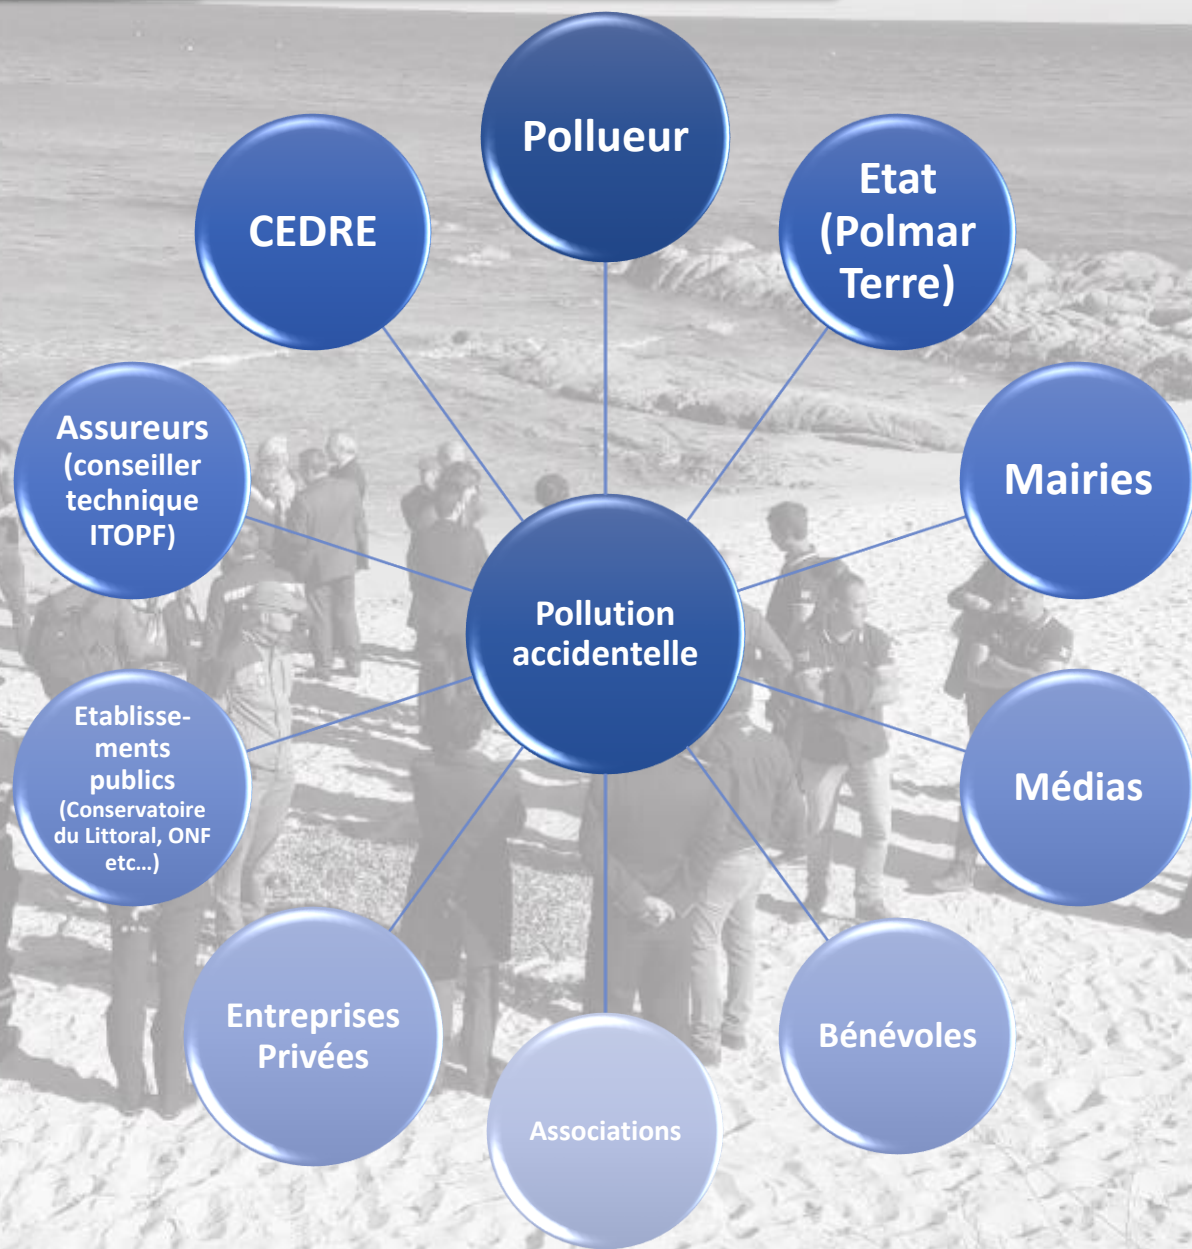 Pollueur
CEDRE
Etat
(Polmar
Terre)
Assureurs
(conseiller
technique
ITOPF)
Mairies
Pollution
accidentelle
Etablisse-
ments
publics
(Conservatoire
du Littoral, ONF
etc...)
Médias
Entreprises
Privées
Bénévoles
Associations